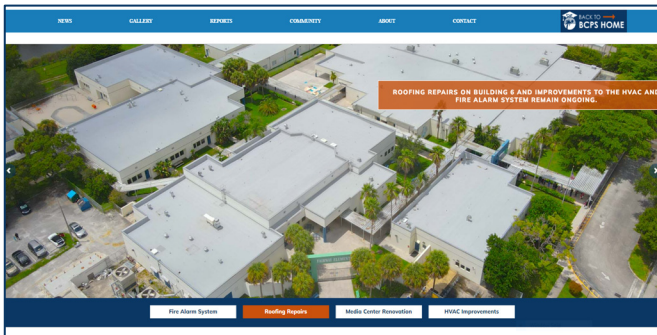 NEWS GALLERY REPORTS COMMUNITY ABOUT CONTACT
BACK TO
BCPS HOME
ROOFING REPAIRS ON BUILDING 6 AND IMPROVEMENTS TO THE HVAC AND
FIRE ALARM SYSTEM REMAIN ONGOING.
Fire Alarm System Roofing Repairs Media Center Renovation HVAC Improvements